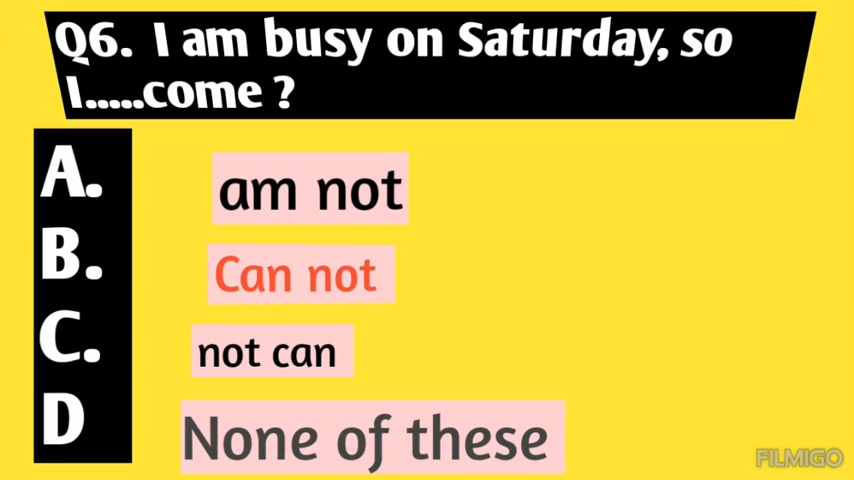 Q6. I am busy on Saturday, so
I.....come ?
A. am not
B. Can not
C. not can
D None of these
FILMIGO